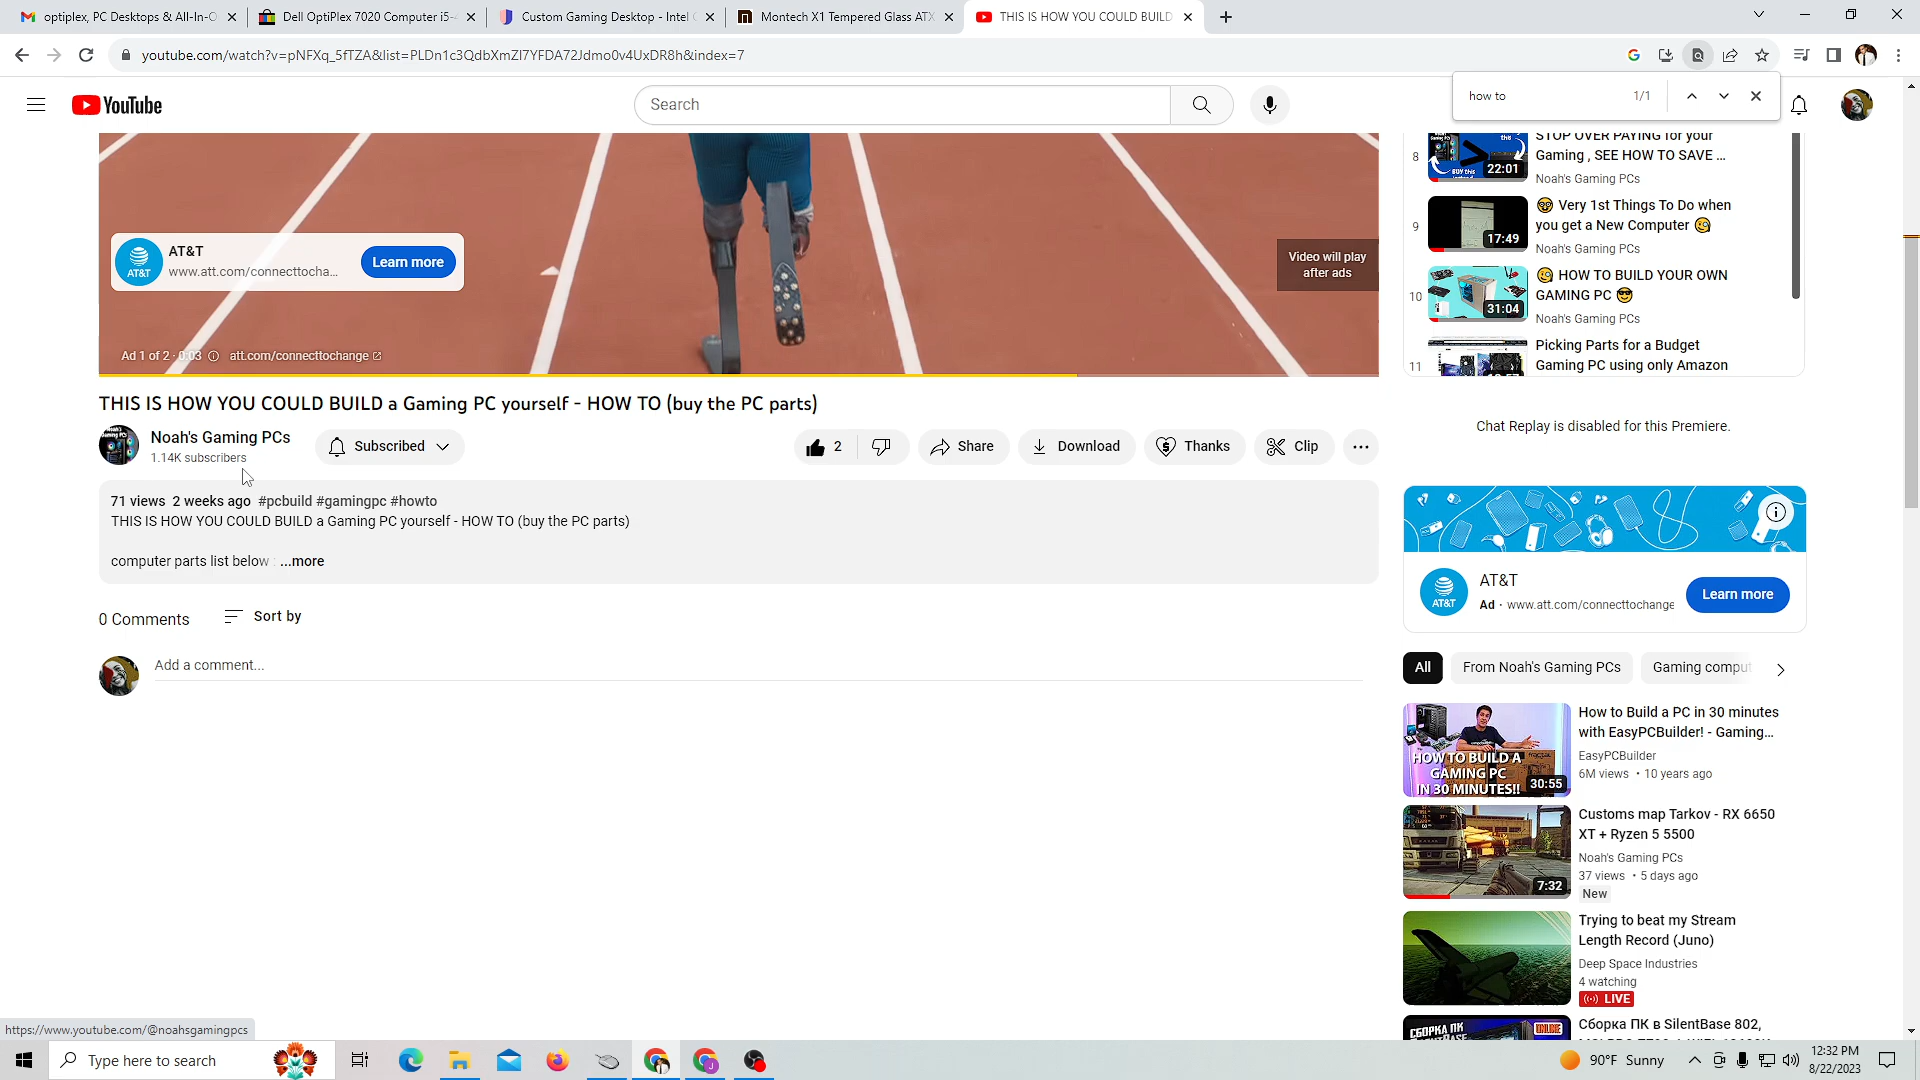 optiplex, PC Desktops & All-In-O
Dell OptiPlex 7020 Computer i5-
Custom Gaming Desktop - Intel
Montech X1 Tempered Glass ATX
THIS IS HOW YOU COULD BUILD
youtube.com/watch?v=pNFXq_5fTZA&list=PLDn1c3QdbXmZl7YFDA72Jdmo0v4UxDR8h&index=7
how to
1/1
YouTube
Search
AT&T
AT&T
www.att.com/connecttocha...
Learn more
Video will play
after ads
Ad 1 of 2 · 0:03
att.com/connecttochange
THIS IS HOW YOU COULD BUILD a Gaming PC yourself - HOW TO (buy the PC parts)
Noah's Gaming PCs
1.14K subscribers
Subscribed
2
Share
Download
Thanks
Clip
71 views 2 weeks ago #pcbuild #gamingpc #howto
THIS IS HOW YOU COULD BUILD a Gaming PC yourself - HOW TO (buy the PC parts)
computer parts list below : ...more
0 Comments
Sort by
Add a comment...
8
22:01
STOP OVER PAYING for your
Gaming , SEE HOW TO SAVE ...
Noah's Gaming PCs
9
17:49
Very 1st Things To Do when
you get a New Computer
Noah's Gaming PCs
10
31:04
HOW TO BUILD YOUR OWN
GAMING PC
Noah's Gaming PCs
11
Picking Parts for a Budget
Gaming PC using only Amazon
Chat Replay is disabled for this Premiere.
AT&T
AT&T
Ad · www.att.com/connecttochange
Learn more
All
From Noah's Gaming PCs
Gaming comput
HOW TO BUILD A
GAMING PC
IN 30 MINUTES!!
30:55
How to Build a PC in 30 minutes
with EasyPCBuilder! - Gaming...
EasyPCBuilder
6M views • 10 years ago
7:32
Customs map Tarkov - RX 6650
XT + Ryzen 5 5500
Noah's Gaming PCs
37 views • 5 days ago
New
Trying to beat my Stream
Length Record (Juno)
Deep Space Industries
4 watching
LIVE
СБОРКА ПК
Сборка ПК в SilentBase 802,
https://www.youtube.com/@noahsgamingpcs
Type here to search
90°F Sunny
12:32 PM
8/22/2023